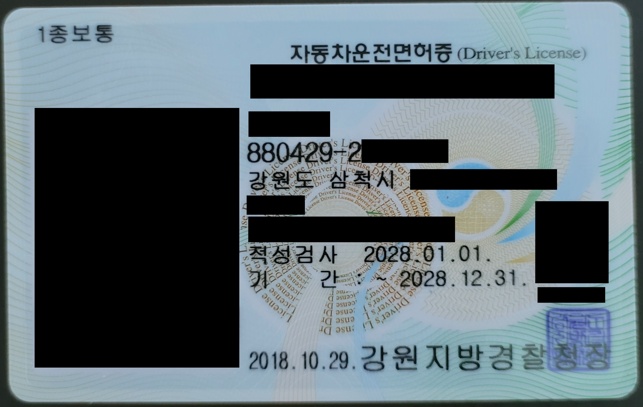 1종보통
자동차운전면허증 (Driver's License)
880429-2
강원도 삼척시
적성검사 2028.01.01.
기 간 : ~ 2028.12.31.
2018.10.29. 강원지방경찰청장